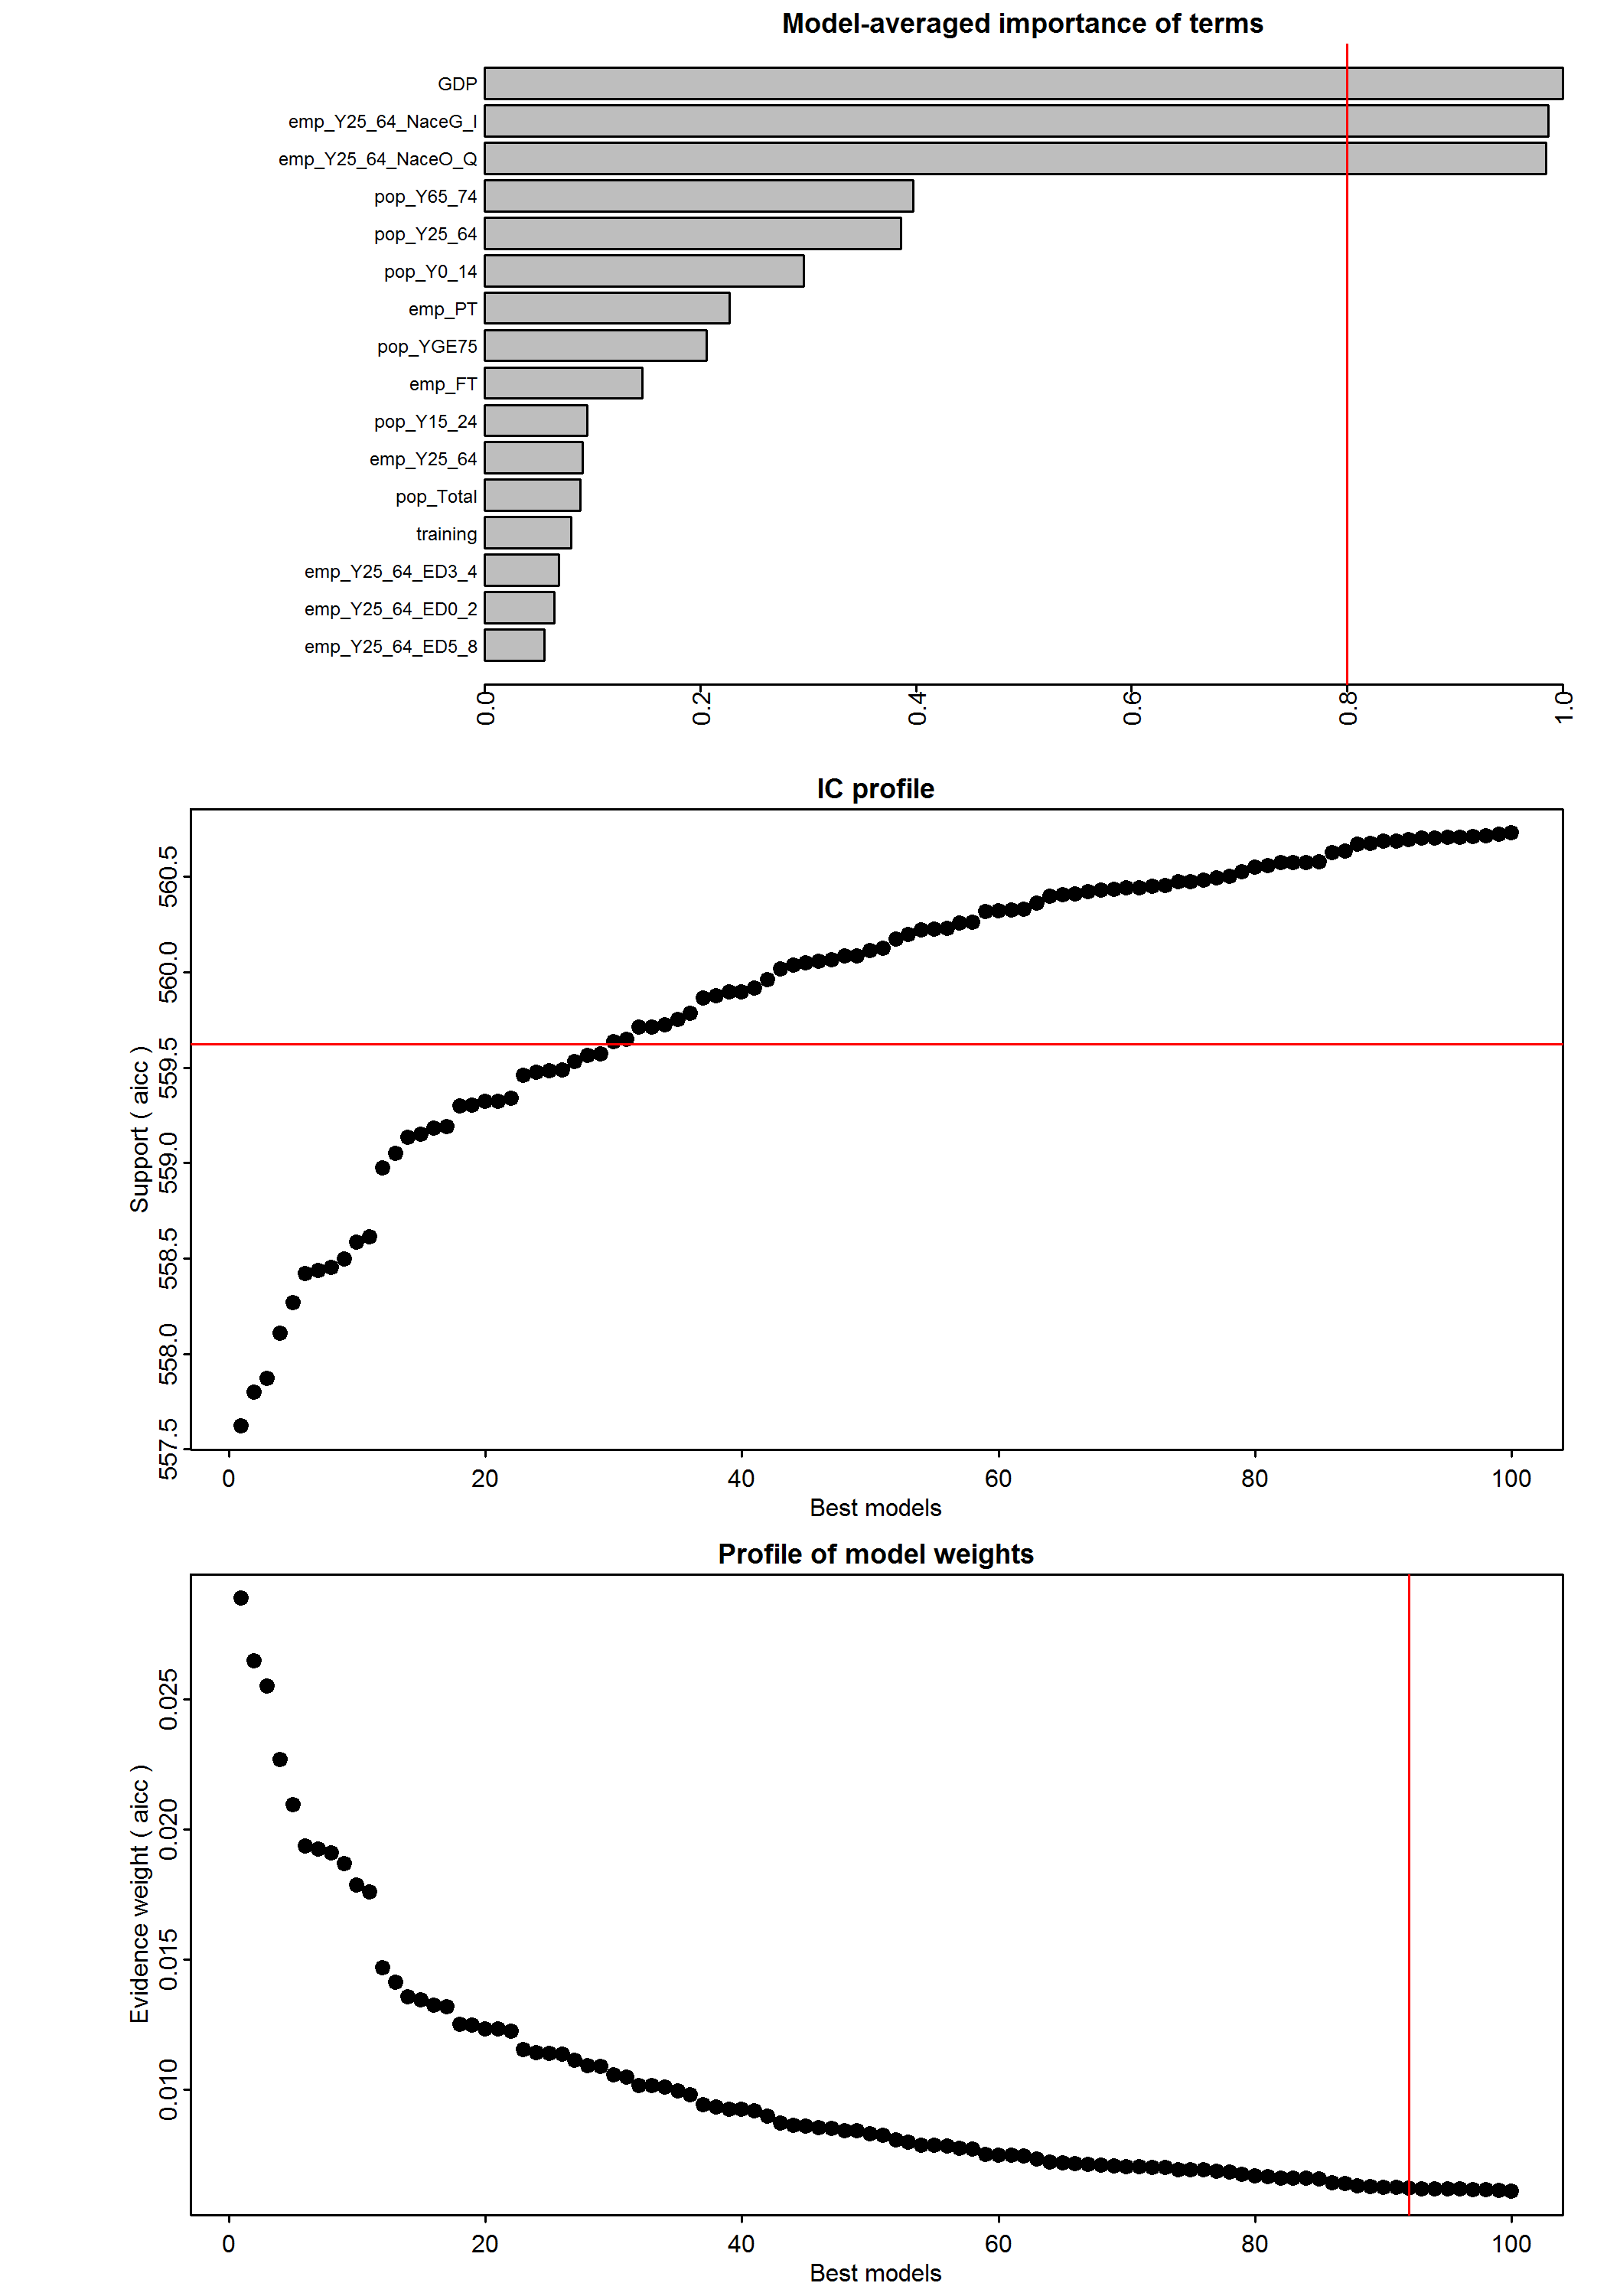 Model-averaged importance of terms
GDP
emp_Y25_64_NaceG_I
emp_Y25_64_NaceO_Q
pop_Y65_74
pop_Y25_64
pop_Y0_14
emp_PT
pop_YGE75
emp_FT
pop_Y15_24
emp_Y25_64
pop_Total
training
emp_Y25_64_ED3_4
emp_Y25_64_ED0_2
emp_Y25_64_ED5_8
0.0 0.2 0.4 0.6 0.8 1.0
IC profile
Support ( aicc )
560.5
560.0
559.5
559.0
558.5
558.0
557.5
0 20 40 60 80 100
Best models
Profile of model weights
Evidence weight ( aicc )
0.025
0.020
0.015
0.010
0 20 40 60 80 100
Best models